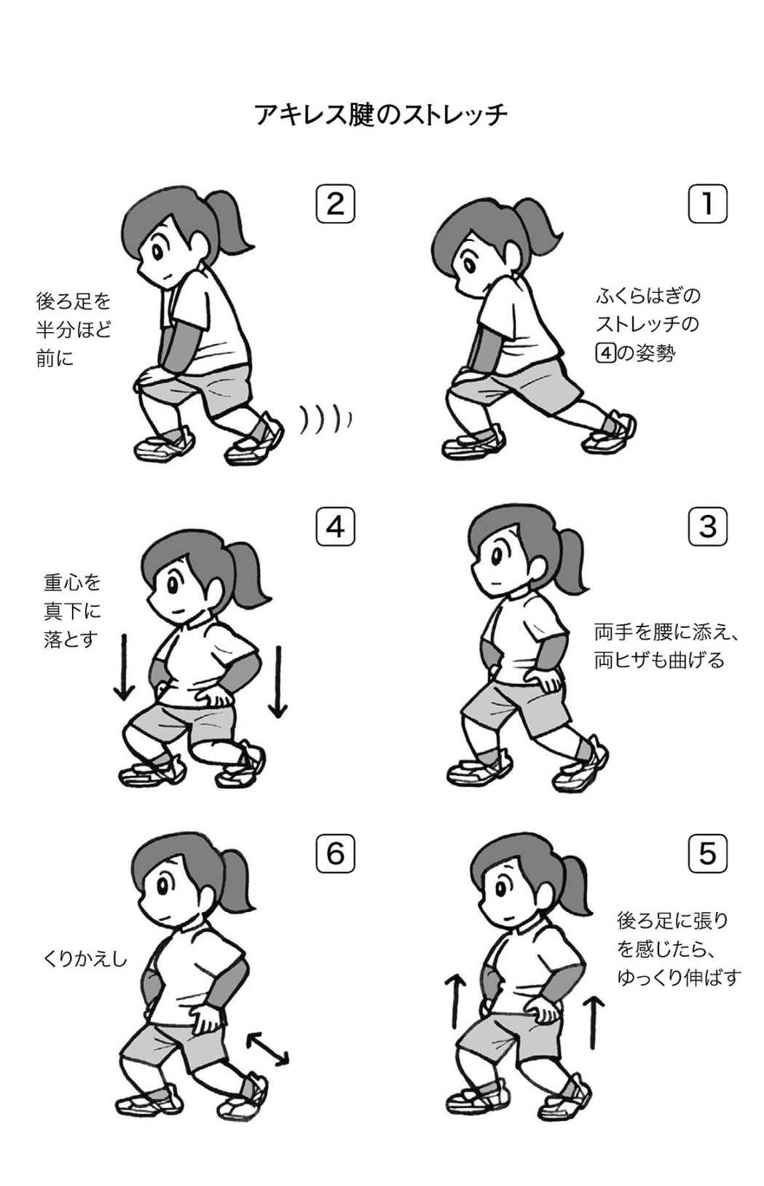 アキレス腱のストレッチ
1
ふくらはぎの
ストレッチの
4の姿勢
2
後ろ足を
半分ほど
前に
3
両手を腰に添え、
両ヒザも曲げる
4
重心を
真下に
落とす
5
後ろ足に張り
を感じたら、
ゆっくり伸ばす
6
くりかえし